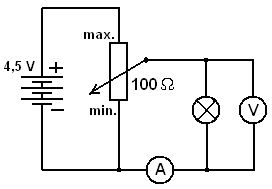 max.
4,5 V +
100 Ω
−
min.
V
A